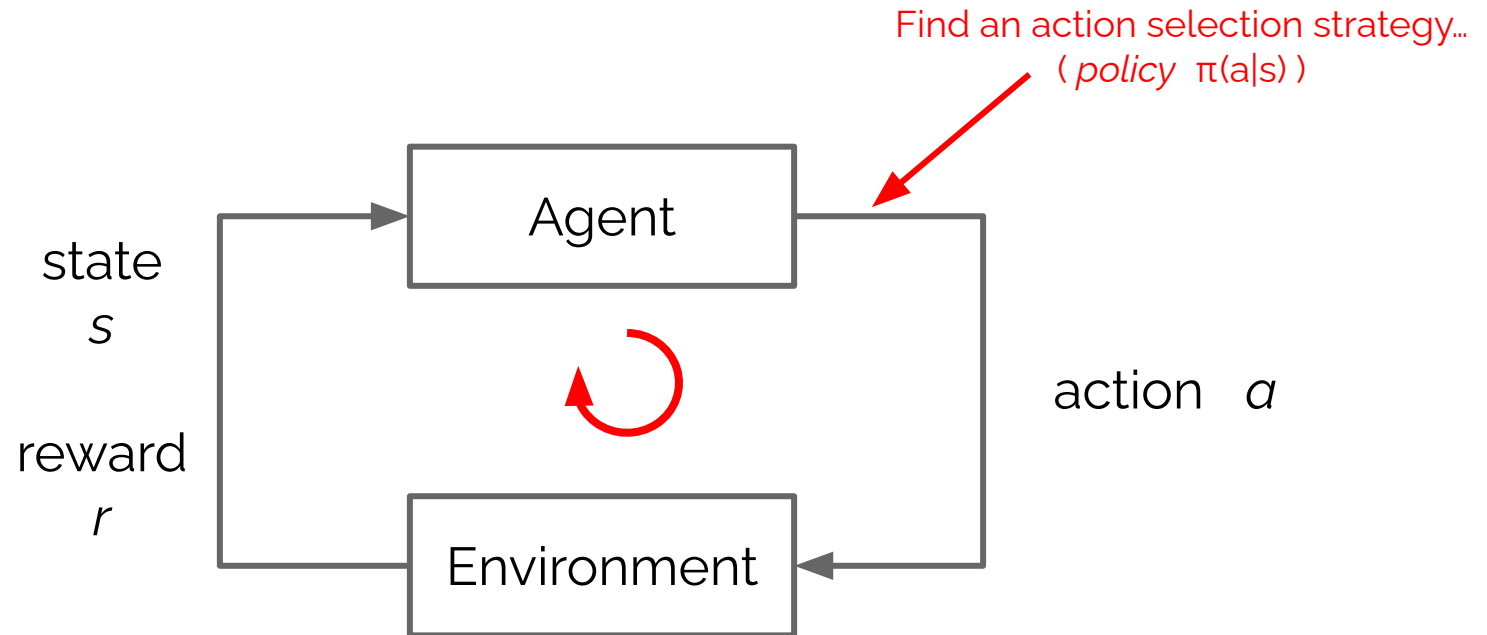 Find an action selection strategy...
( policy π(a|s) )
Agent
state
s
action a
reward
r
Environment